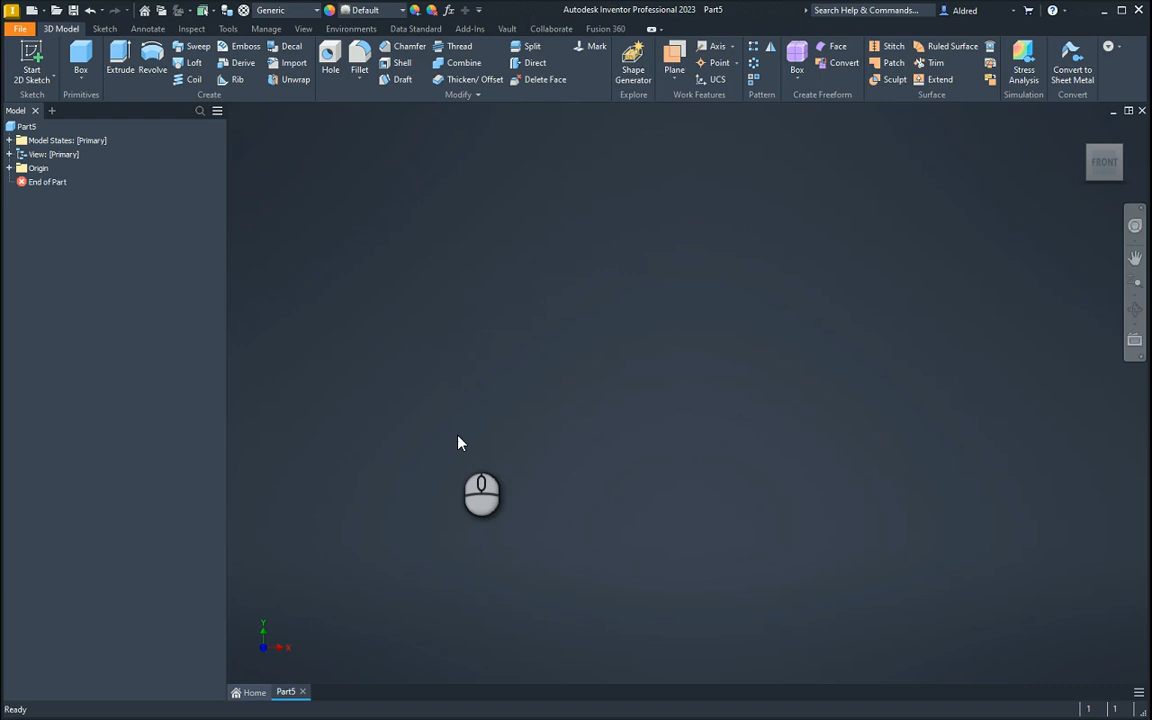 Generic Default Autodesk Inventor Professional 2023 Part5 Search Help & Commands... Aldred
File 3D Model Sketch Annotate Inspect Tools Manage View Environments Data Standard Add-Ins Vault Collaborate Fusion 360
Start
2D Sketch
Sketch
Box
Primitives
Extrude
Revolve
Sweep
Loft
Coil
Emboss
Derive
Rib
Decal
Import
Unwrap
Create
Hole
Fillet
Chamfer
Shell
Draft
Thread
Combine
Thicken/ Offset
Split
Direct
Delete Face
Mark
Modify
Shape
Generator
Explore
Plane
Axis
Point
UCS
Work Features
Pattern
Box
Face
Convert
Create Freeform
Stitch
Patch
Sculpt
Ruled Surface
Trim
Extend
Surface
Stress
Analysis
Simulation
Convert to
Sheet Metal
Convert
Model
Part5
Model States: [Primary]
View: [Primary]
Origin
End of Part
FRONT
Y
X
Home Part5
Ready 1 1